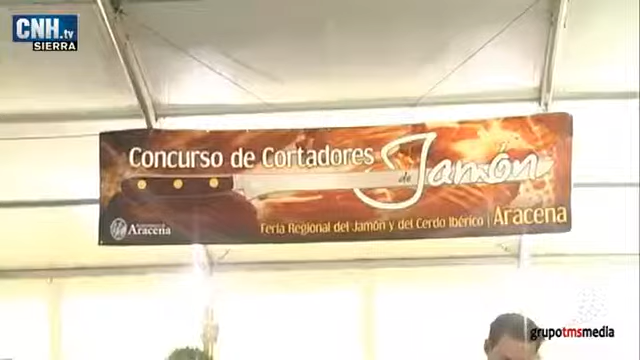 CNH.tv
SIERRA
Concurso de Cortadores de Jamón
Feria Regional del Jamón y del Cerdo Ibérico | Aracena
Aracena
grupotmsmedia